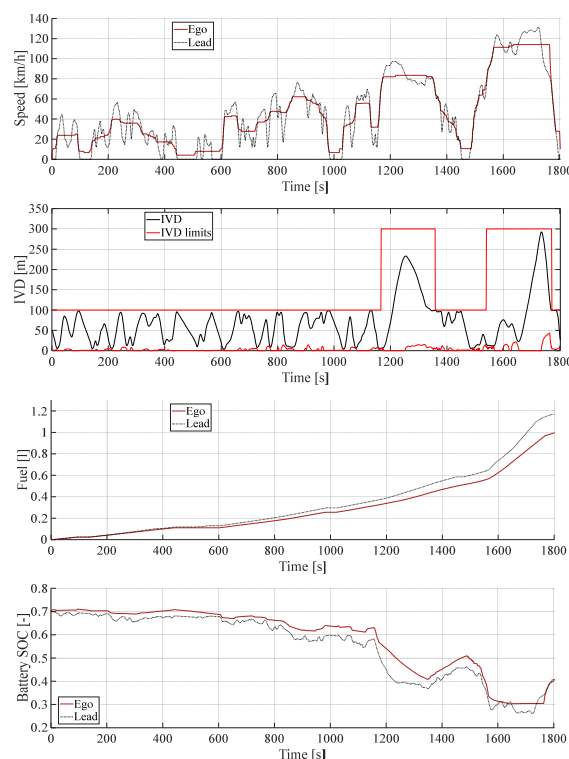 140
120
100
80
60
40
20
0
Speed [km/h]
Ego
Lead
0 200 400 600 800 1000 1200 1400 1600 1800
Time [s]
350
300
250
200
150
100
50
0
IVD [m]
IVD
IVD limits
0 200 400 600 800 1000 1200 1400 1600 1800
Time [s]
1.2
1
0.8
0.6
0.4
0.2
0
Fuel [l]
Ego
Lead
0 200 400 600 800 1000 1200 1400 1600 1800
Time [s]
0.8
0.7
0.6
0.5
0.4
0.3
0.2
Battery SOC [-]
Ego
Lead
0 200 400 600 800 1000 1200 1400 1600 1800
Time [s]